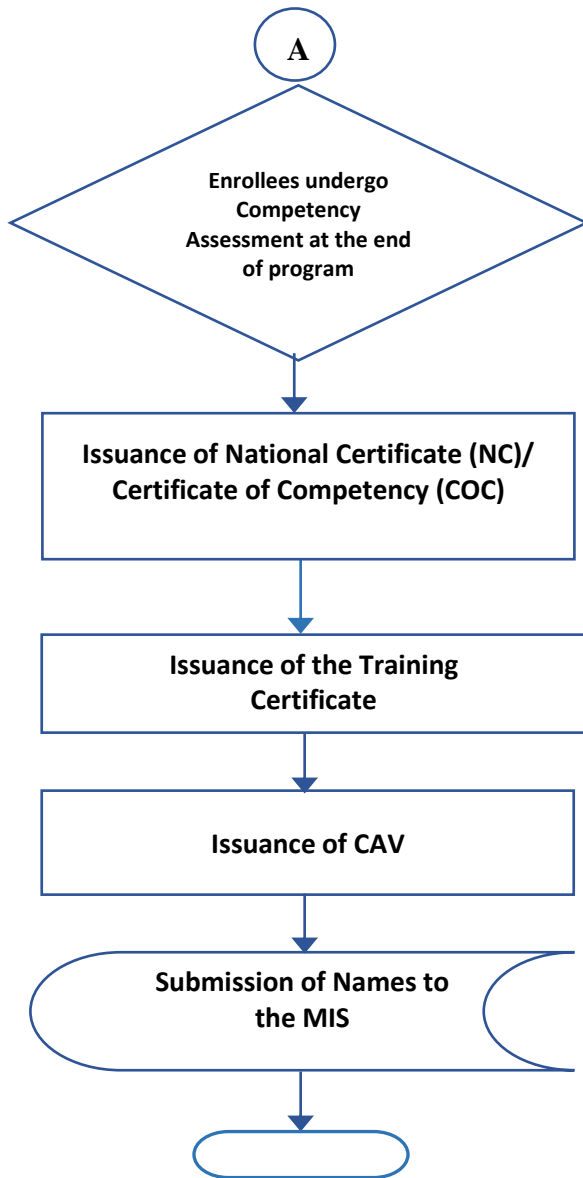 A
Enrollees undergo
Competency
Assessment at the end
of program
Issuance of National Certificate (NC)/
Certificate of Competency (COC)
Issuance of the Training
Certificate
Issuance of CAV
Submission of Names to
the MIS